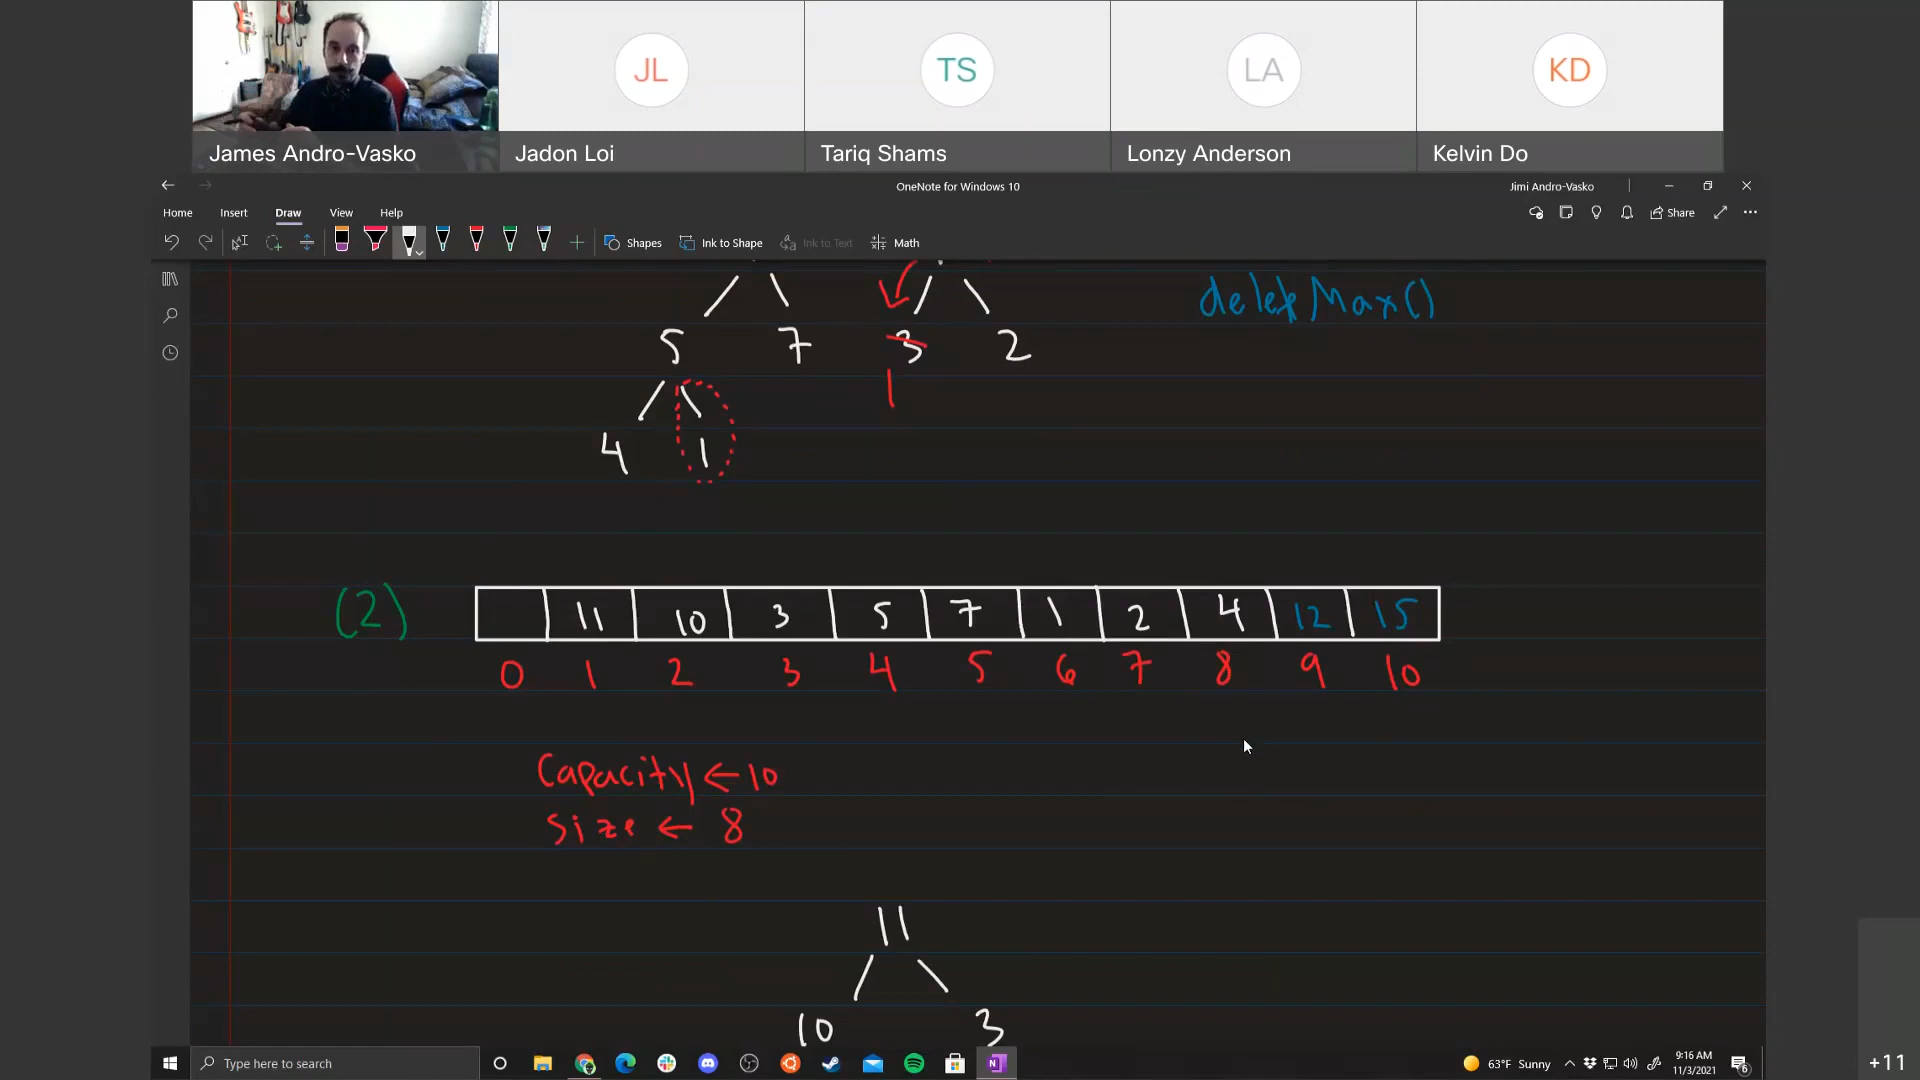 JL
TS
LA
KD
James Andro-Vasko
Jadon Loi
Tariq Shams
Lonzy Anderson
Kelvin Do
OneNote for Windows 10
Jimi Andro-Vasko
Home Insert Draw View Help
Share
Shapes Ink to Shape Ink to Text Math
deleteMax()
5 7 3 2
1
4 1
(2) 11 10 3 5 7 1 2 4 12 15
0 1 2 3 4 5 6 7 8 9 10
Capacity ← 10
Size ← 8
11
10 3
Type here to search
63°F Sunny
9:16 AM
11/3/2021
6
+11